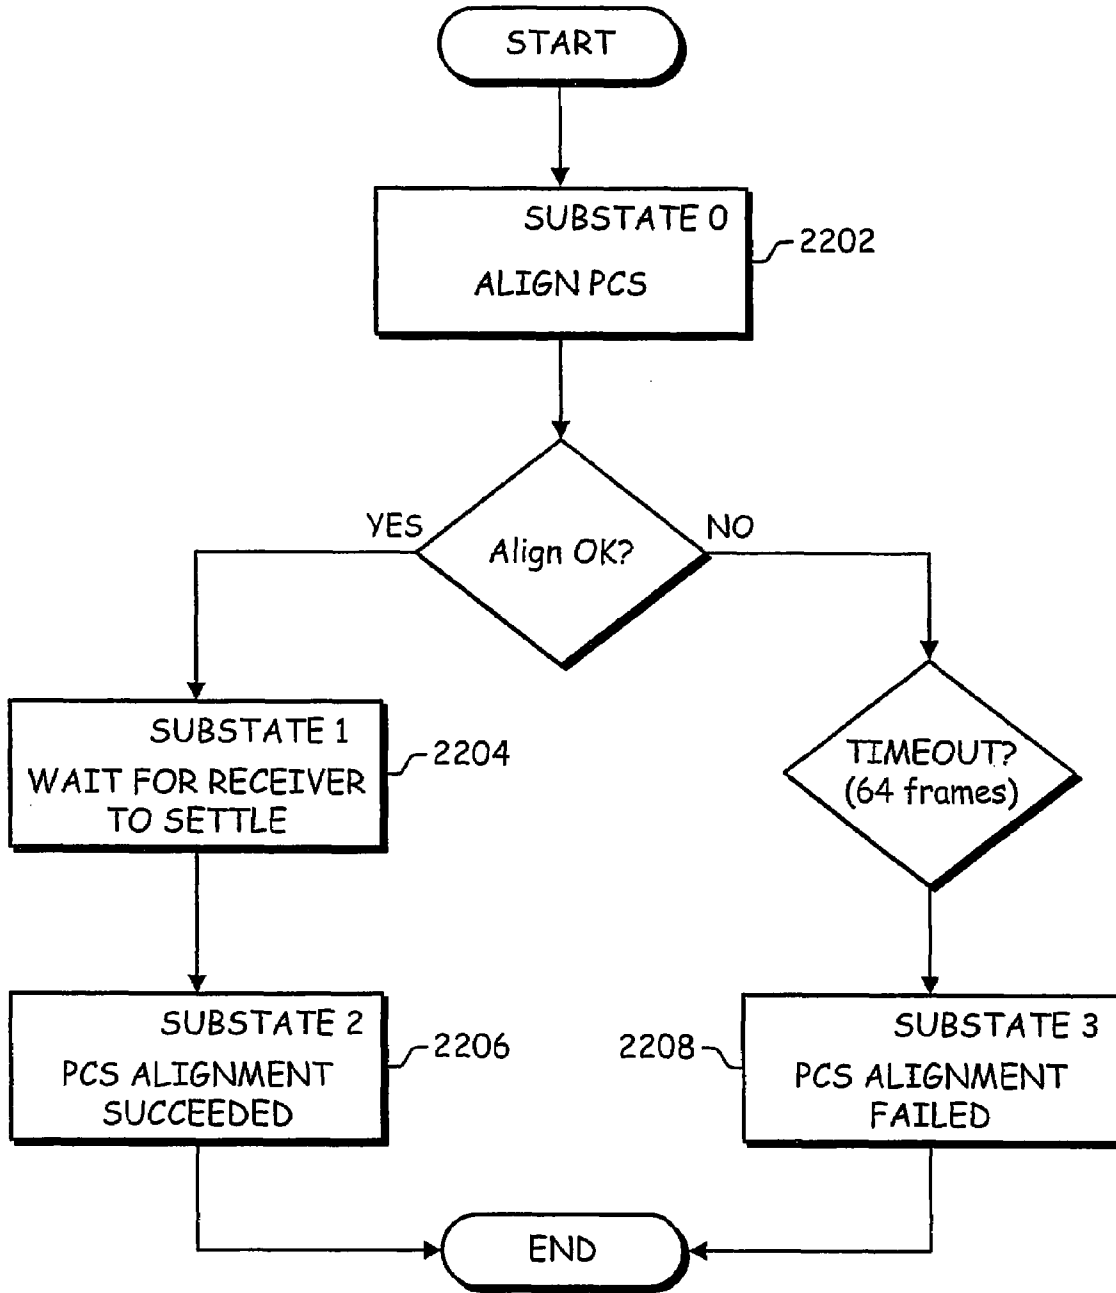 START
SUBSTATE 0
ALIGN PCS
2202
YES
Align OK?
NO
SUBSTATE 1
WAIT FOR RECEIVER
TO SETTLE
2204
TIMEOUT?
(64 frames)
SUBSTATE 2
PCS ALIGNMENT
SUCCEEDED
2206
2208
SUBSTATE 3
PCS ALIGNMENT
FAILED
END